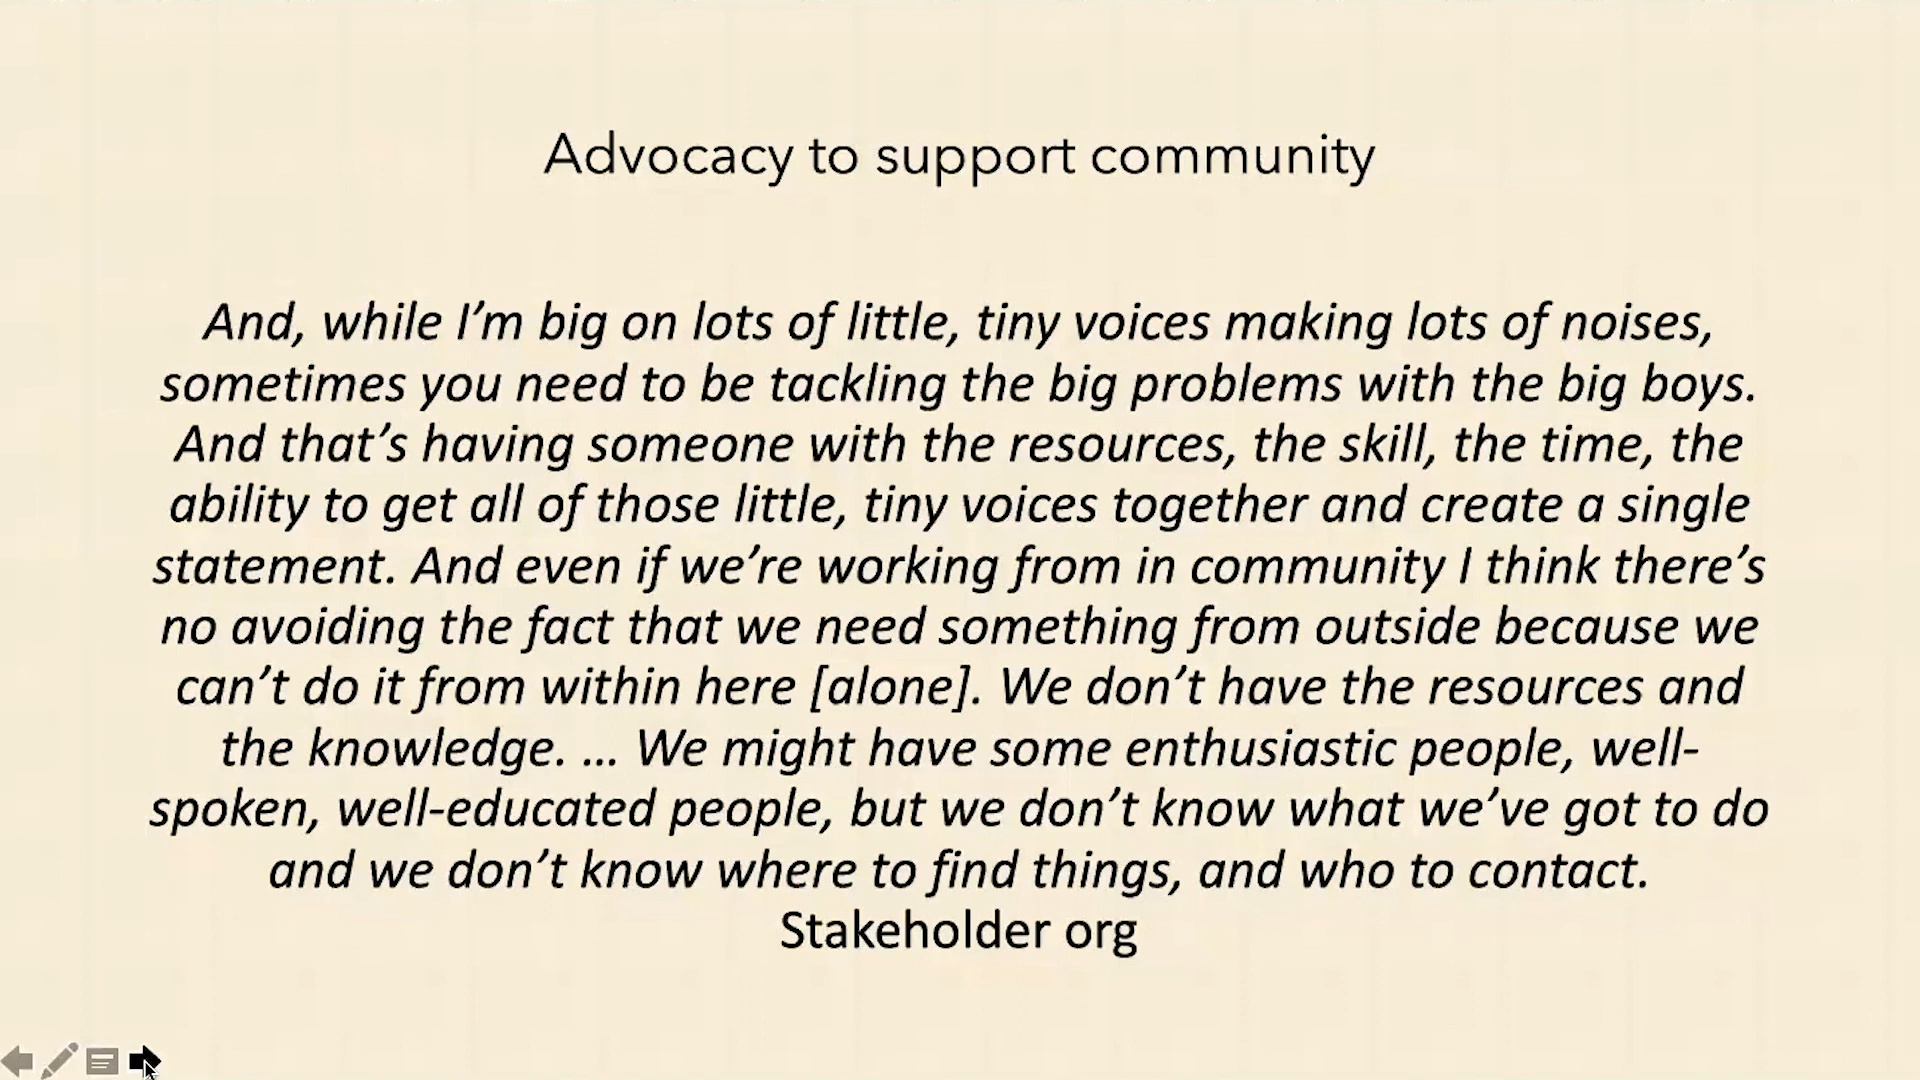 Advocacy to support community
And, while I’m big on lots of little, tiny voices making lots of noises,
sometimes you need to be tackling the big problems with the big boys.
And that’s having someone with the resources, the skill, the time, the
ability to get all of those little, tiny voices together and create a single
statement. And even if we’re working from in community I think there’s
no avoiding the fact that we need something from outside because we
can’t do it from within here [alone]. We don’t have the resources and
the knowledge. ... We might have some enthusiastic people, well-
spoken, well-educated people, but we don’t know what we’ve got to do
and we don’t know where to find things, and who to contact.
Stakeholder org